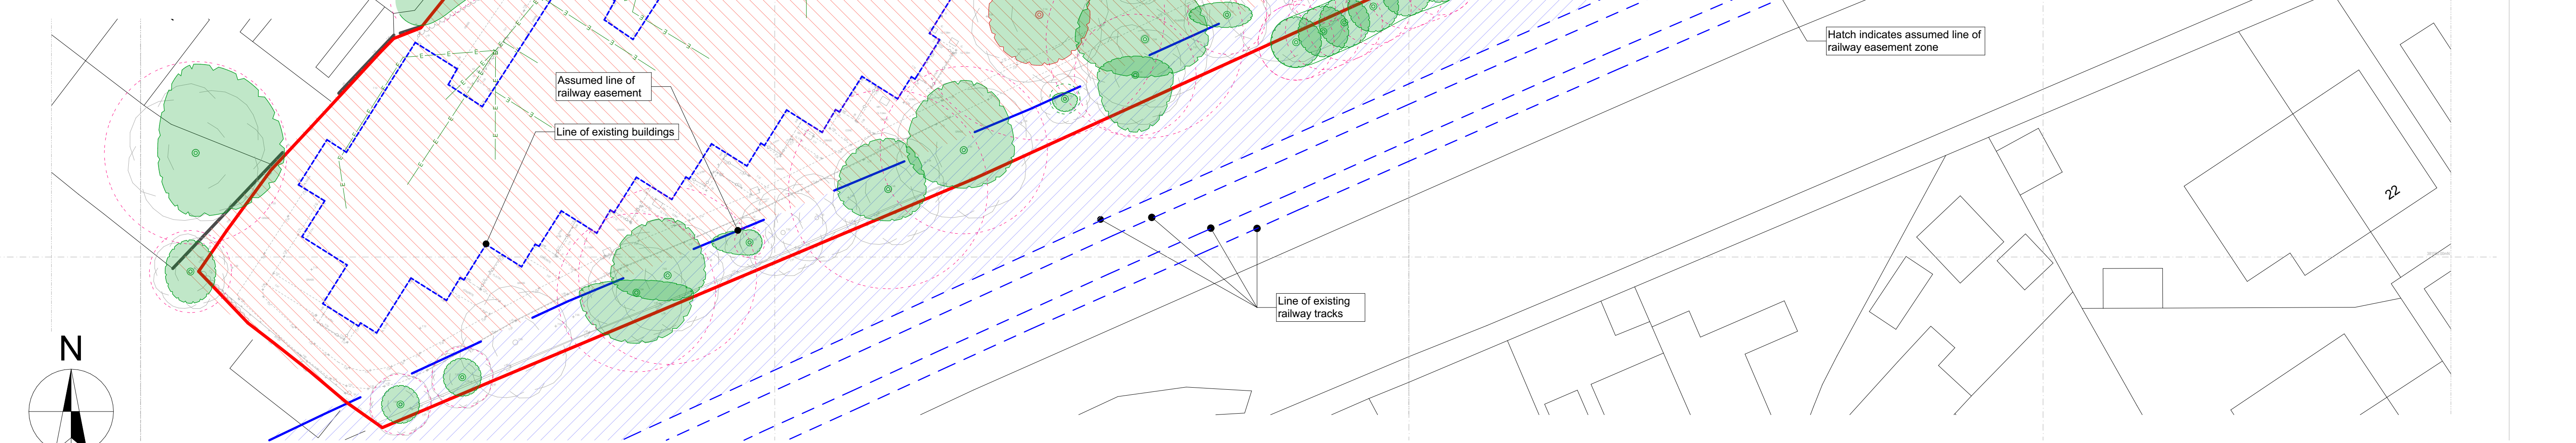 Hatch indicates assumed line of
railway easement zone
Assumed line of
railway easement
Line of existing buildings
22
Line of existing
railway tracks
N